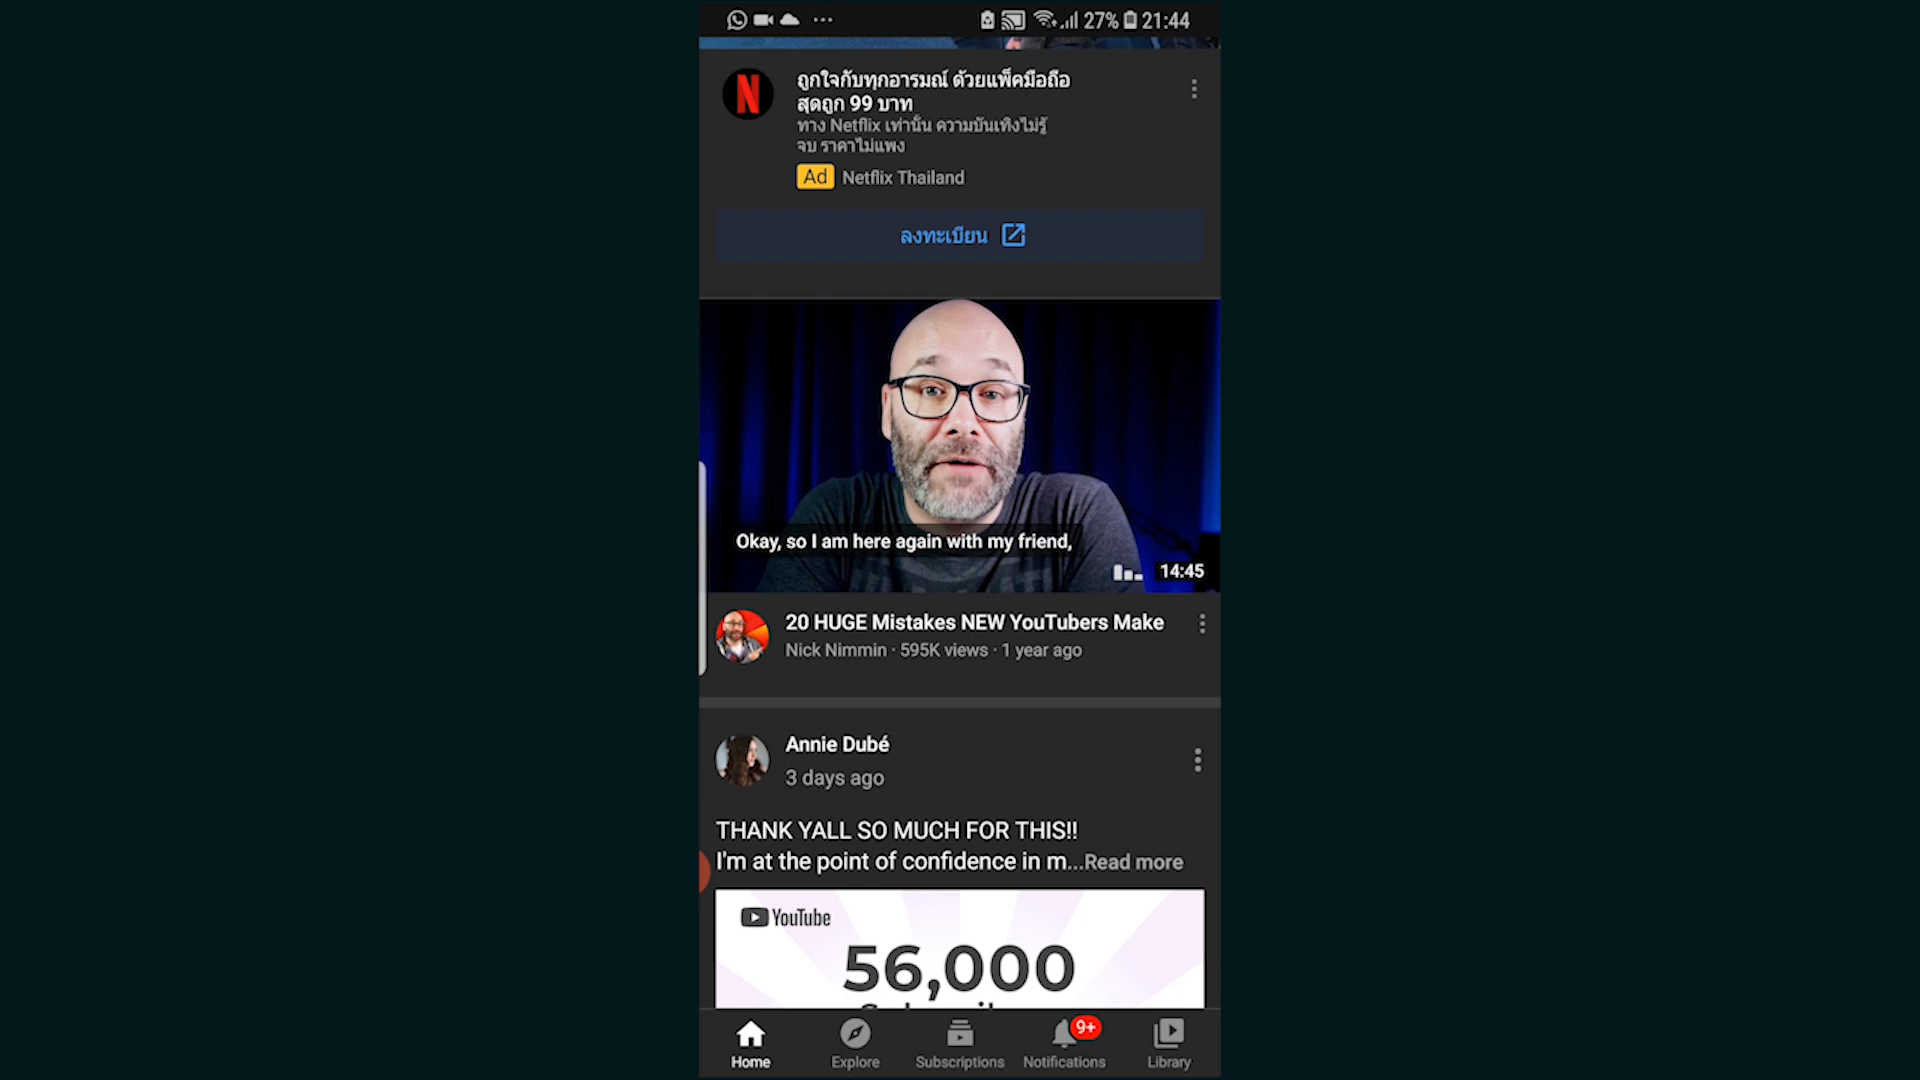 27% 21:44
ถูกใจกับทุกอารมณ์ ด้วยแพ็คมือถือ
สุดถูก 99 บาท
ทาง Netflix เท่านั้น ความบันเทิงไม่รู้
จบ ราคาไม่แพง
Ad Netflix Thailand
ลงทะเบียน
Okay, so I am here again with my friend,
14:45
20 HUGE Mistakes NEW YouTubers Make
Nick Nimmin · 595K views · 1 year ago
Annie Dubé
3 days ago
THANK YALL SO MUCH FOR THIS!!
I'm at the point of confidence in m...Read more
YouTube
56,000
Home Explore Subscriptions Notifications 9+ Library